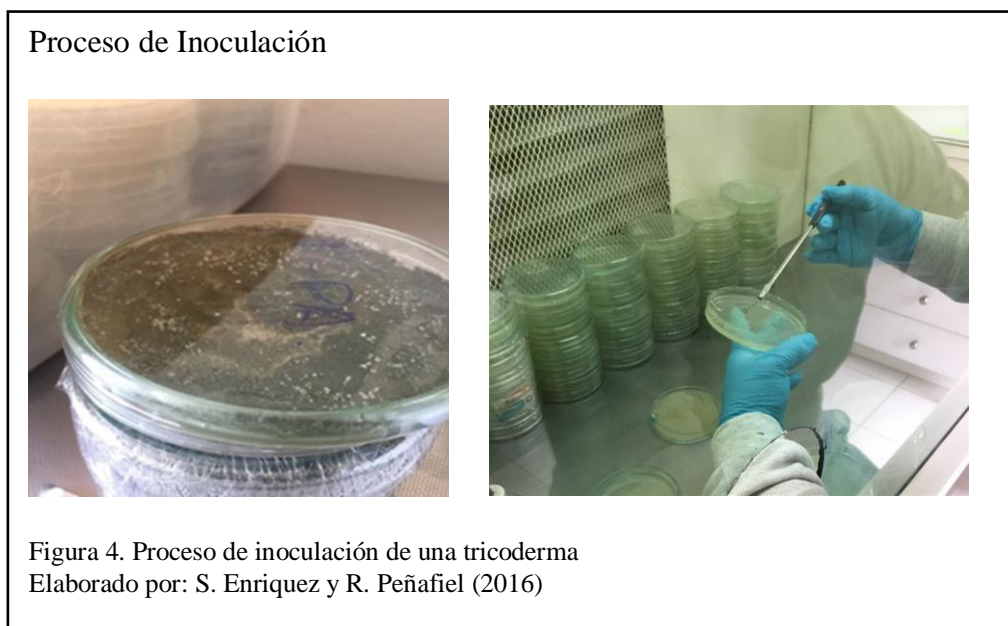 Proceso de Inoculación
Figura 4. Proceso de inoculación de una tricoderma
Elaborado por: S. Enriquez y R. Peñafiel (2016)